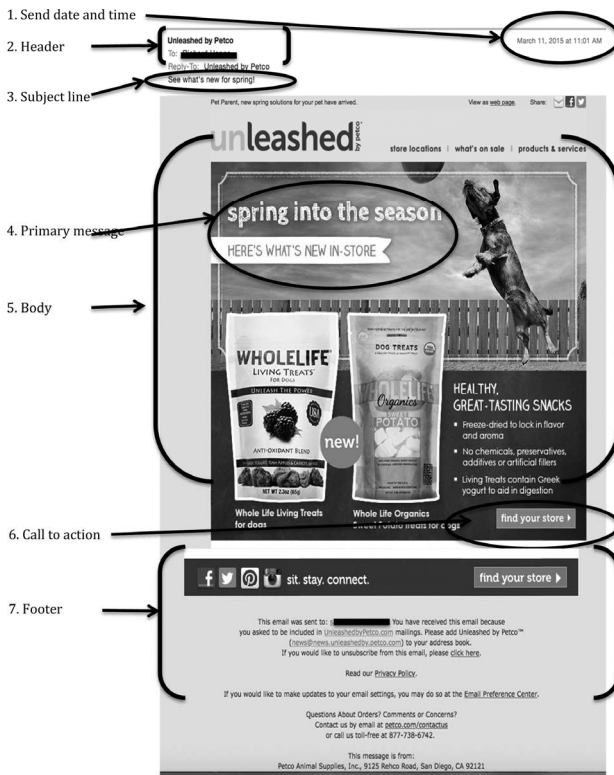 1. Send date and time
2. Header
3. Subject line
4. Primary message
5. Body
6. Call to action
7. Footer
Unleashed by Petco
March 11, 2015 at 11:01 AM
To:
Reply-To: Unleashed by Petco
See what's new for spring!
Pet Parent, new spring solutions for your pet have arrived.
View as web page. Share:
unleashed by petco
store locations | what's on sale | products & services
spring into the season
HERE'S WHAT'S NEW IN-STORE
WHOLELIFE
LIVING TREATS
FOR DOGS
UNLEASH THE POWER
USA
ANTI-OXIDANT BLEND
NET WT 2.3oz (65g)
DOG TREATS
WHOLELIFE
Organics
SWEET
POTATO
new!
HEALTHY,
GREAT-TASTING SNACKS
Freeze-dried to lock in flavor
and aroma
No chemicals, preservatives,
additives or artificial fillers
Living Treats contain Greek
yogurt to aid in digestion
Whole Life Living Treats
for dogs
Whole Life Organics
Sweet Potato Treats for dogs
find your store
sit. stay. connect.
find your store
This email was sent to: You have received this email because
you asked to be included in UnleashedbyPetco.com mailings. Please add Unleashed by Petco™
(news@news.unleashed.by.petco.com) to your address book.
If you would like to unsubscribe from this email, please click here.
Read our Privacy Policy.
If you would like to make updates to your email settings, you may do so at the Email Preference Center.
Questions About Orders? Comments or Concerns?
Contact us by email at petco.com/contactus
or call us toll-free at 877-738-6742.
This message is from:
Petco Animal Supplies, Inc., 9125 Rehco Road, San Diego, CA 92121